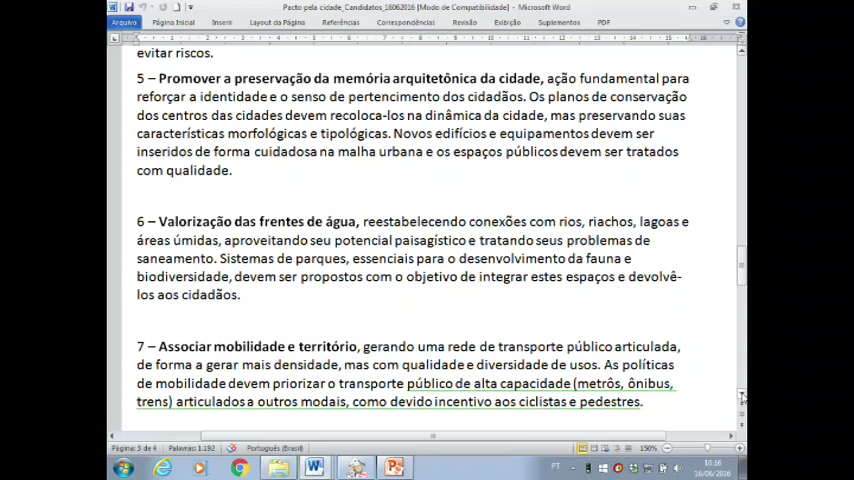 Pacto pela cidade_Candidatos_16062016 [Modo de Compatibilidade] - Microsoft Word
Arquivo Página Inicial Inserir Layout da Página Referências Correspondências Revisão Exibição Suplementos PDF
evitar riscos.
5 – Promover a preservação da memória arquitetônica da cidade, ação fundamental para
reforçar a identidade e o senso de pertencimento dos cidadãos. Os planos de conservação
dos centros das cidades devem recoloca-los na dinâmica da cidade, mas preservando suas
características morfológicas e tipológicas. Novos edifícios e equipamentos devem ser
inseridos de forma cuidadosa na malha urbana e os espaços públicos devem ser tratados
com qualidade.
6 – Valorização das frentes de água, reestabelecendo conexões com rios, riachos, lagoas e
áreas úmidas, aproveitando seu potencial paisagístico e tratando seus problemas de
saneamento. Sistemas de parques, essenciais para o desenvolvimento da fauna e
biodiversidade, devem ser propostos com o objetivo de integrar estes espaços e devolvê-
los aos cidadãos.
7 – Associar mobilidade e território, gerando uma rede de transporte público articulada,
de forma a gerar mais densidade, mas com qualidade e diversidade de usos. As políticas
de mobilidade devem priorizar o transporte público de alta capacidade (metrôs, ônibus,
trens) articulados a outros modais, como devido incentivo aos ciclistas e pedestres.
Página: 3 de 4 Palavras: 1.192 Português (Brasil) 150%
PT 10:16
16/06/2016